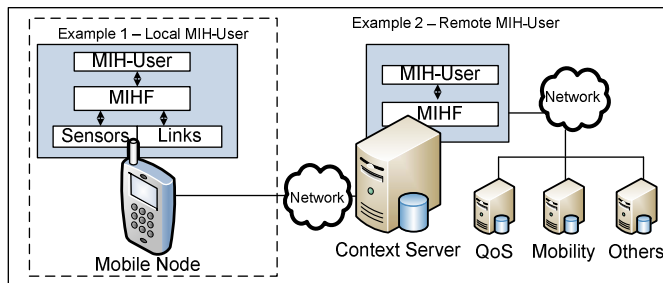 Example 1 – Local MIH-User
MIH-User
MIHF
Sensors
Links
Mobile Node
Network
Example 2 – Remote MIH-User
MIH-User
MIHF
Context Server
Network
QoS
Mobility
Others